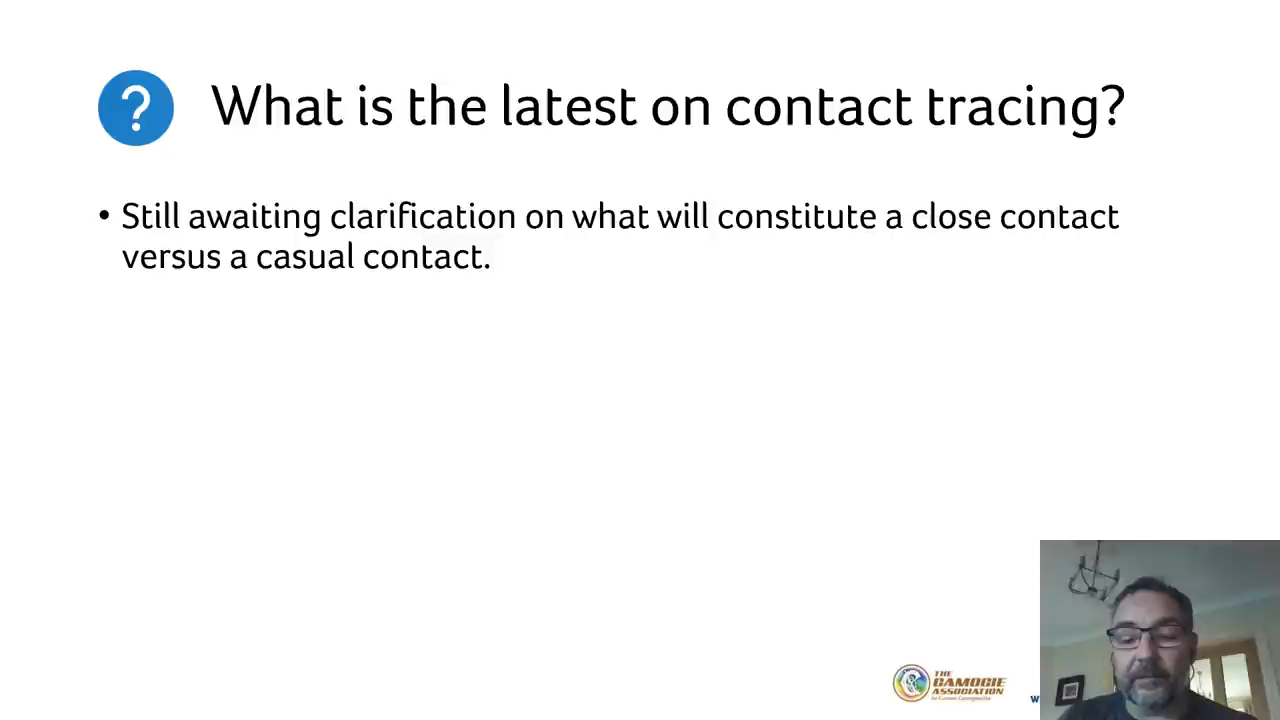 ?
What is the latest on contact tracing?
• Still awaiting clarification on what will constitute a close contact
versus a casual contact.
THE
CAMOGIE
ASSOCIATION